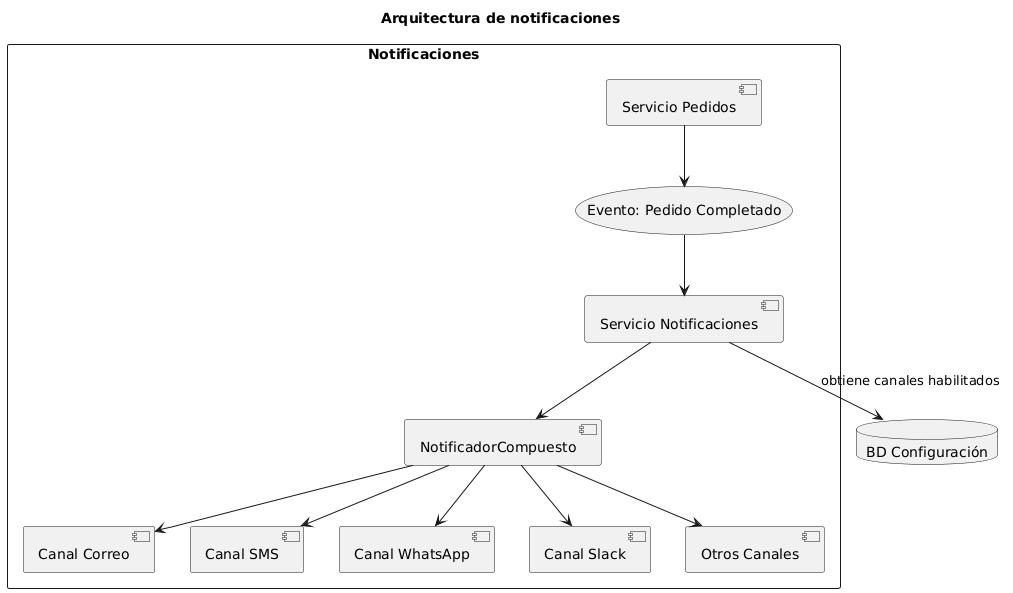 Arquitectura de notificaciones
Notificaciones
Servicio Pedidos
Evento: Pedido Completado
Servicio Notificaciones
obtiene canales habilitados
NotificadorCompuesto
BD Configuración
Canal Correo
Canal SMS
Canal WhatsApp
Canal Slack
Otros Canales